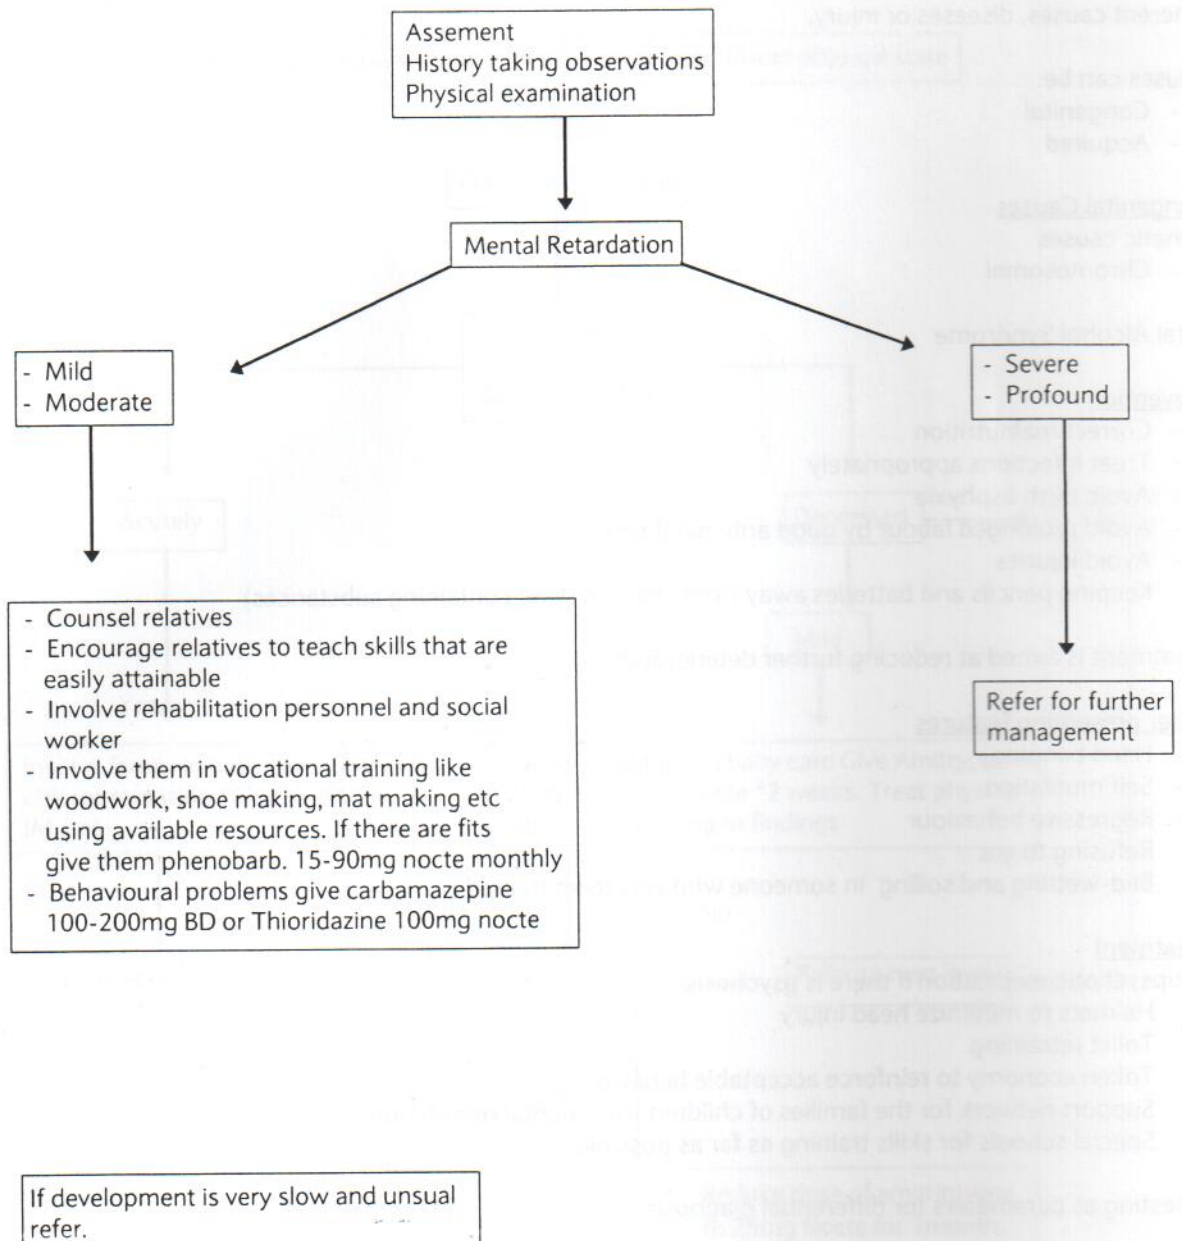 Assement
History taking observations
Physical examination
Mental Retardation
- Mild
- Moderate
- Severe
- Profound
- Counsel relatives
- Encourage relatives to teach skills that are
easily attainable
- Involve rehabilitation personnel and social
worker
- Involve them in vocational training like
woodwork, shoe making, mat making etc
using available resources. If there are fits
give them phenobarb. 15-90mg nocte monthly
- Behavioural problems give carbamazepine
100-200mg BD or Thioridazine 100mg nocte
Refer for further
management
If development is very slow and unsual
refer.